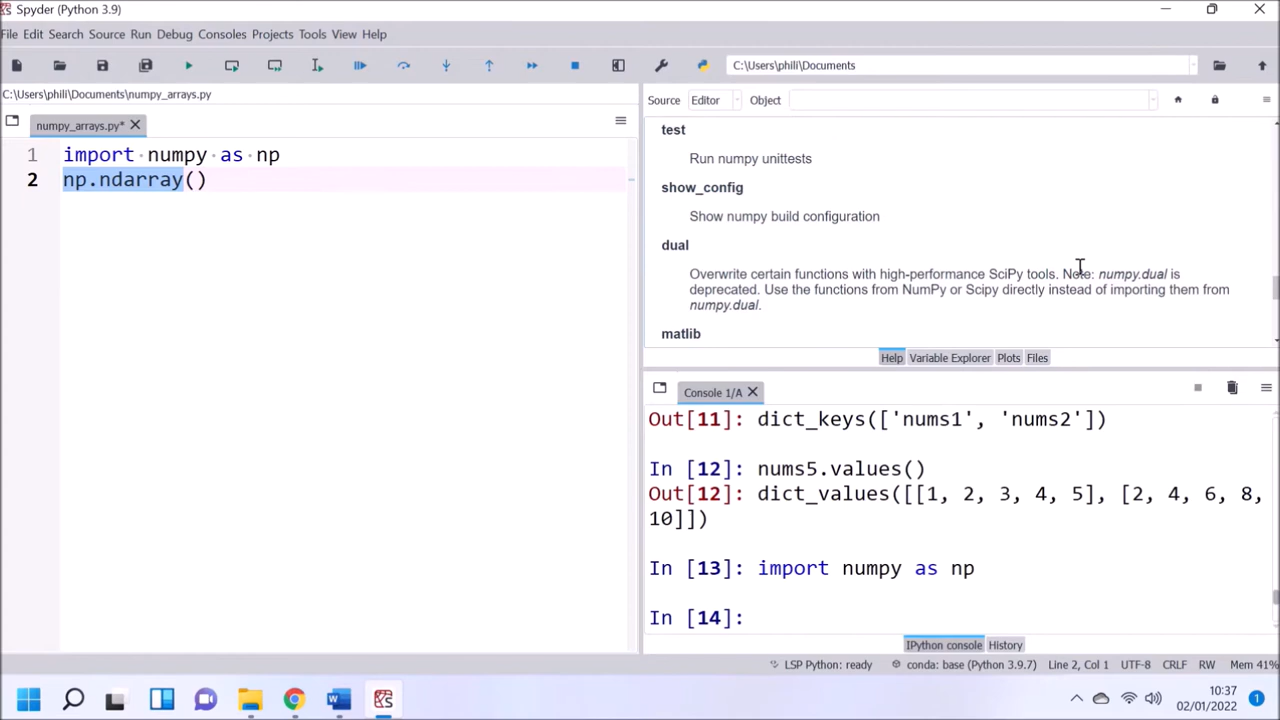 Spyder (Python 3.9)
File Edit Search Source Run Debug Consoles Projects Tools View Help
C:\Users\phili\Documents
C:\Users\phili\Documents\numpy_arrays.py
numpy_arrays.py*
1 import numpy as np
2 np.ndarray()
Source Editor Object
test
Run numpy unittests
show_config
Show numpy build configuration
dual
Overwrite certain functions with high-performance SciPy tools. Note: numpy.dual is
deprecated. Use the functions from NumPy or Scipy directly instead of importing them from
numpy.dual.
matlib
Help Variable Explorer Plots Files
Console 1/A
Out[11]: dict_keys(['nums1', 'nums2'])
In [12]: nums5.values()
Out[12]: dict_values([[1, 2, 3, 4, 5], [2, 4, 6, 8,
10]])
In [13]: import numpy as np
In [14]:
IPython console History
LSP Python: ready conda: base (Python 3.9.7) Line 2, Col 1 UTF-8 CRLF RW Mem 41%
10:37
02/01/2022
1